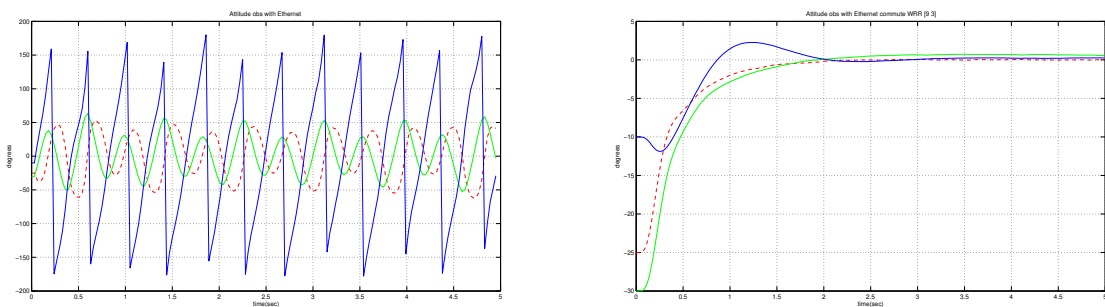 Attitude obs with Ethernet
200
150
100
50
0
−50
−100
−150
−200
degrees
0 0.5 1 1.5 2 2.5 3 3.5 4 4.5 5
time(sec)
Attitude obs with Ethernet commute WRR [9 3]
5
0
−5
−10
−15
−20
−25
−30
degrees
0 0.5 1 1.5 2 2.5 3 3.5 4 4.5 5
time(sec)